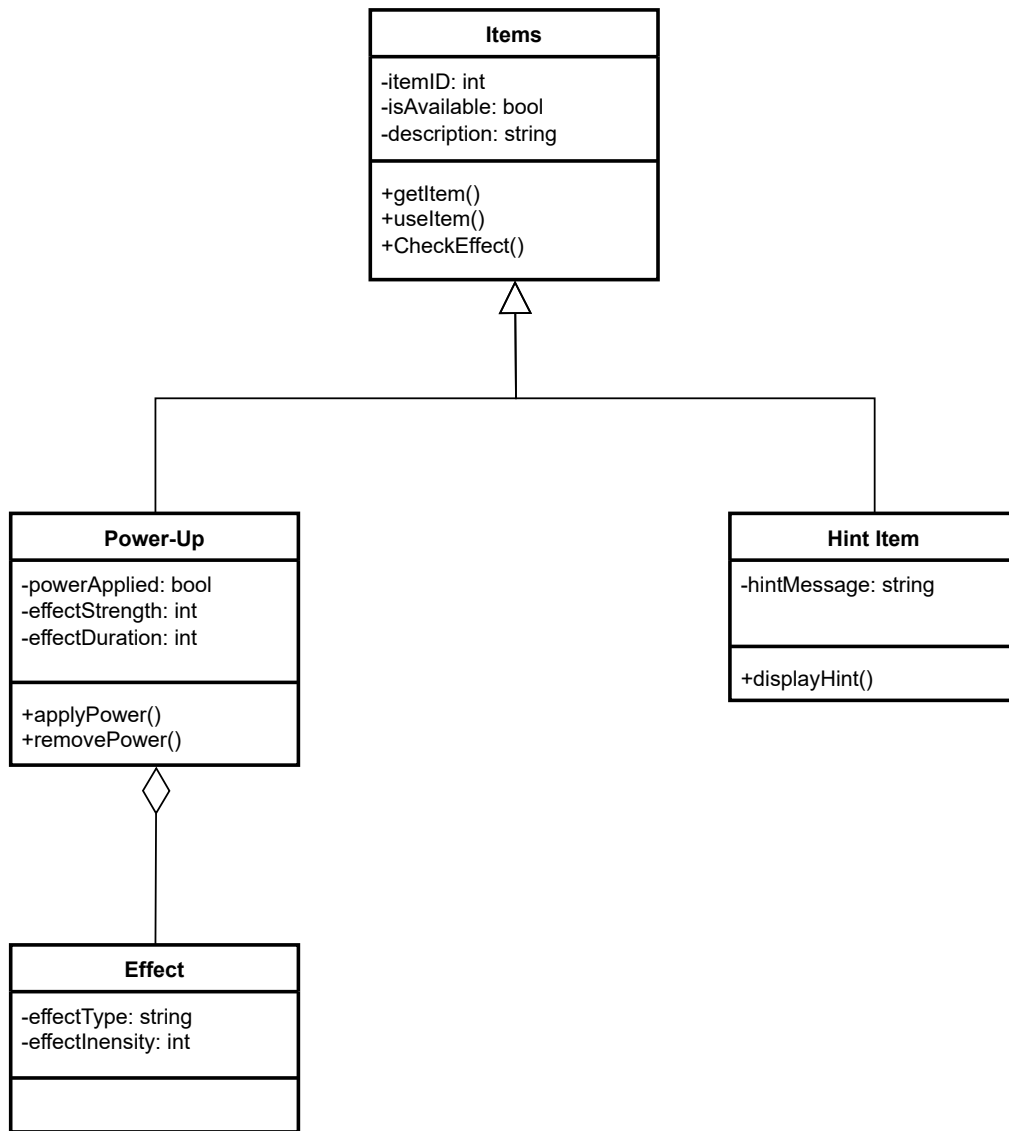 Items
-itemID: int
-isAvailable: bool
-description: string
+getItem()
+useItem()
+CheckEffect()
Power-Up
-powerApplied: bool
-effectStrength: int
-effectDuration: int
+applyPower()
+removePower()
Hint Item
-hintMessage: string
+displayHint()
Effect
-effectType: string
-effectInensity: int